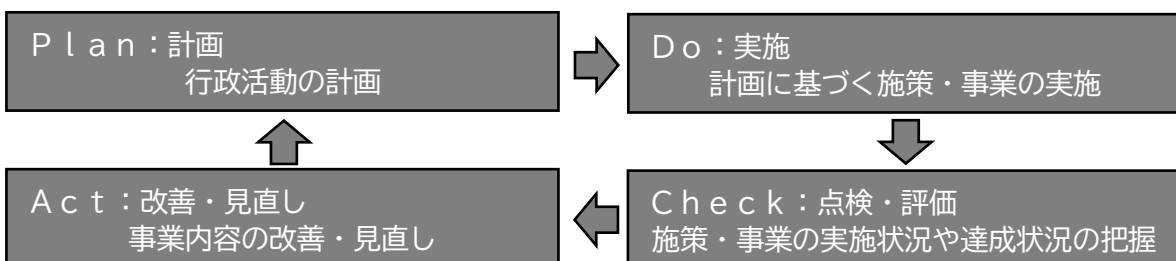 Ｐｌａｎ：計画
行政活動の計画
Ｄｏ：実施
計画に基づく施策・事業の実施
Ａｃｔ：改善・見直し
事業内容の改善・見直し
Ｃｈｅｃｋ：点検・評価
施策・事業の実施状況や達成状況の把握